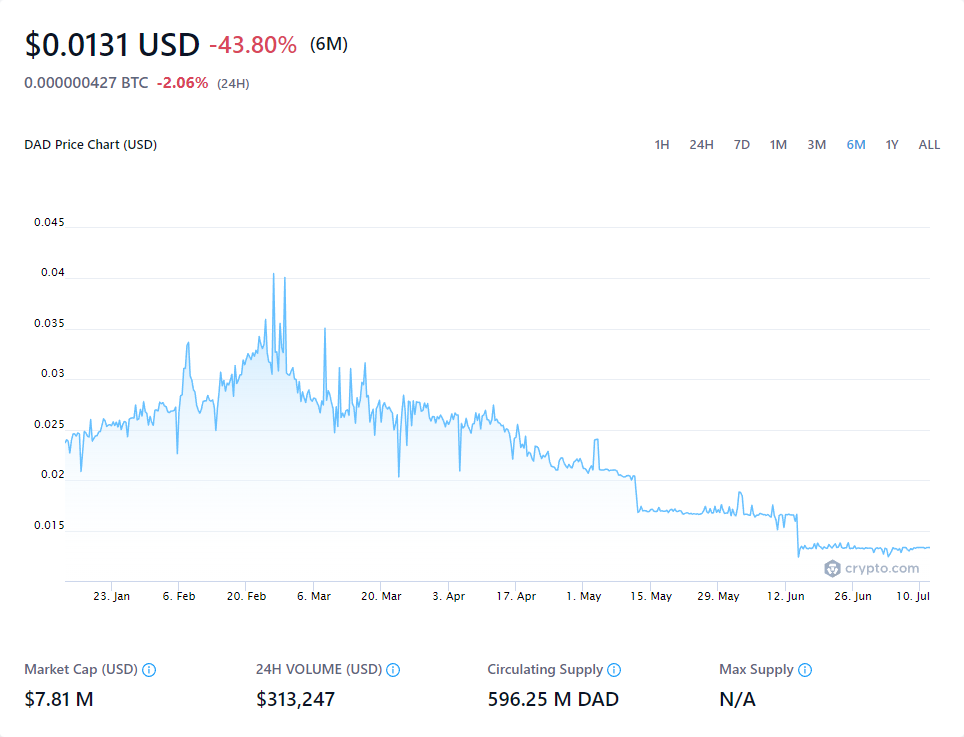 $0.0131 USD -43.80% (6M)
0.000000427 BTC -2.06% (24H)
DAD Price Chart (USD) 1H 24H 7D 1M 3M 6M 1Y ALL
0.045
0.04
0.035
0.03
0.025
0.02
0.015
crypto.com
23. Jan 6. Feb 20. Feb 6. Mar 20. Mar 3. Apr 17. Apr 1. May 15. May 29. May 12. Jun 26. Jun 10. Jul
Market Cap (USD) 24H VOLUME (USD) Circulating Supply Max Supply
$7.81 M $313,247 596.25 M DAD N/A